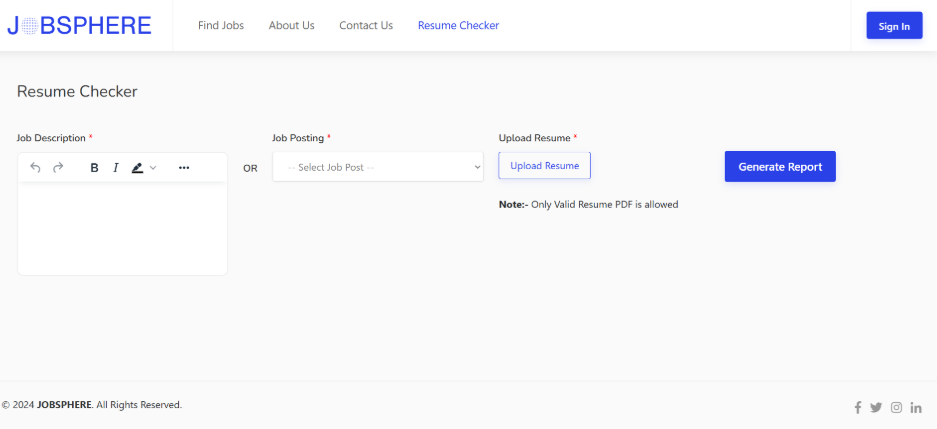 JOBSPHERE
Find Jobs
About Us
Contact Us
Resume Checker
Sign In
Resume Checker
Job Description *
B I
OR
Job Posting *
-- Select Job Post --
Upload Resume *
Upload Resume
Note:- Only Valid Resume PDF is allowed
Generate Report
© 2024 JOBSPHERE. All Rights Reserved.